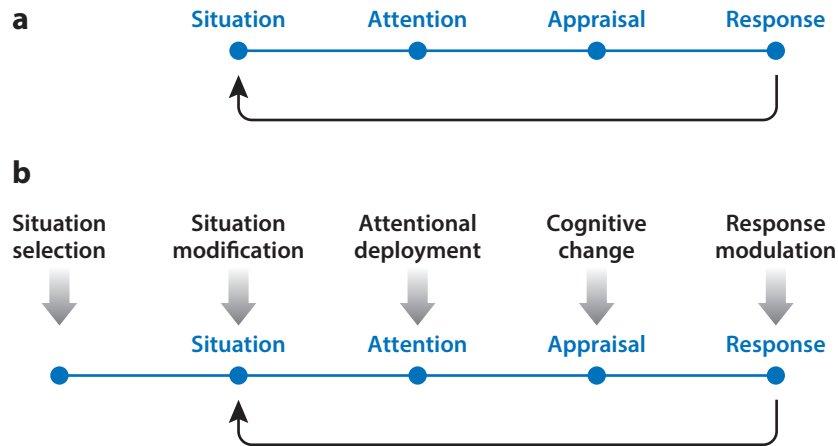 a
Situation Attention Appraisal Response
b
Situation selection
Situation modification
Attentional deployment
Cognitive change
Response modulation
Situation Attention Appraisal Response